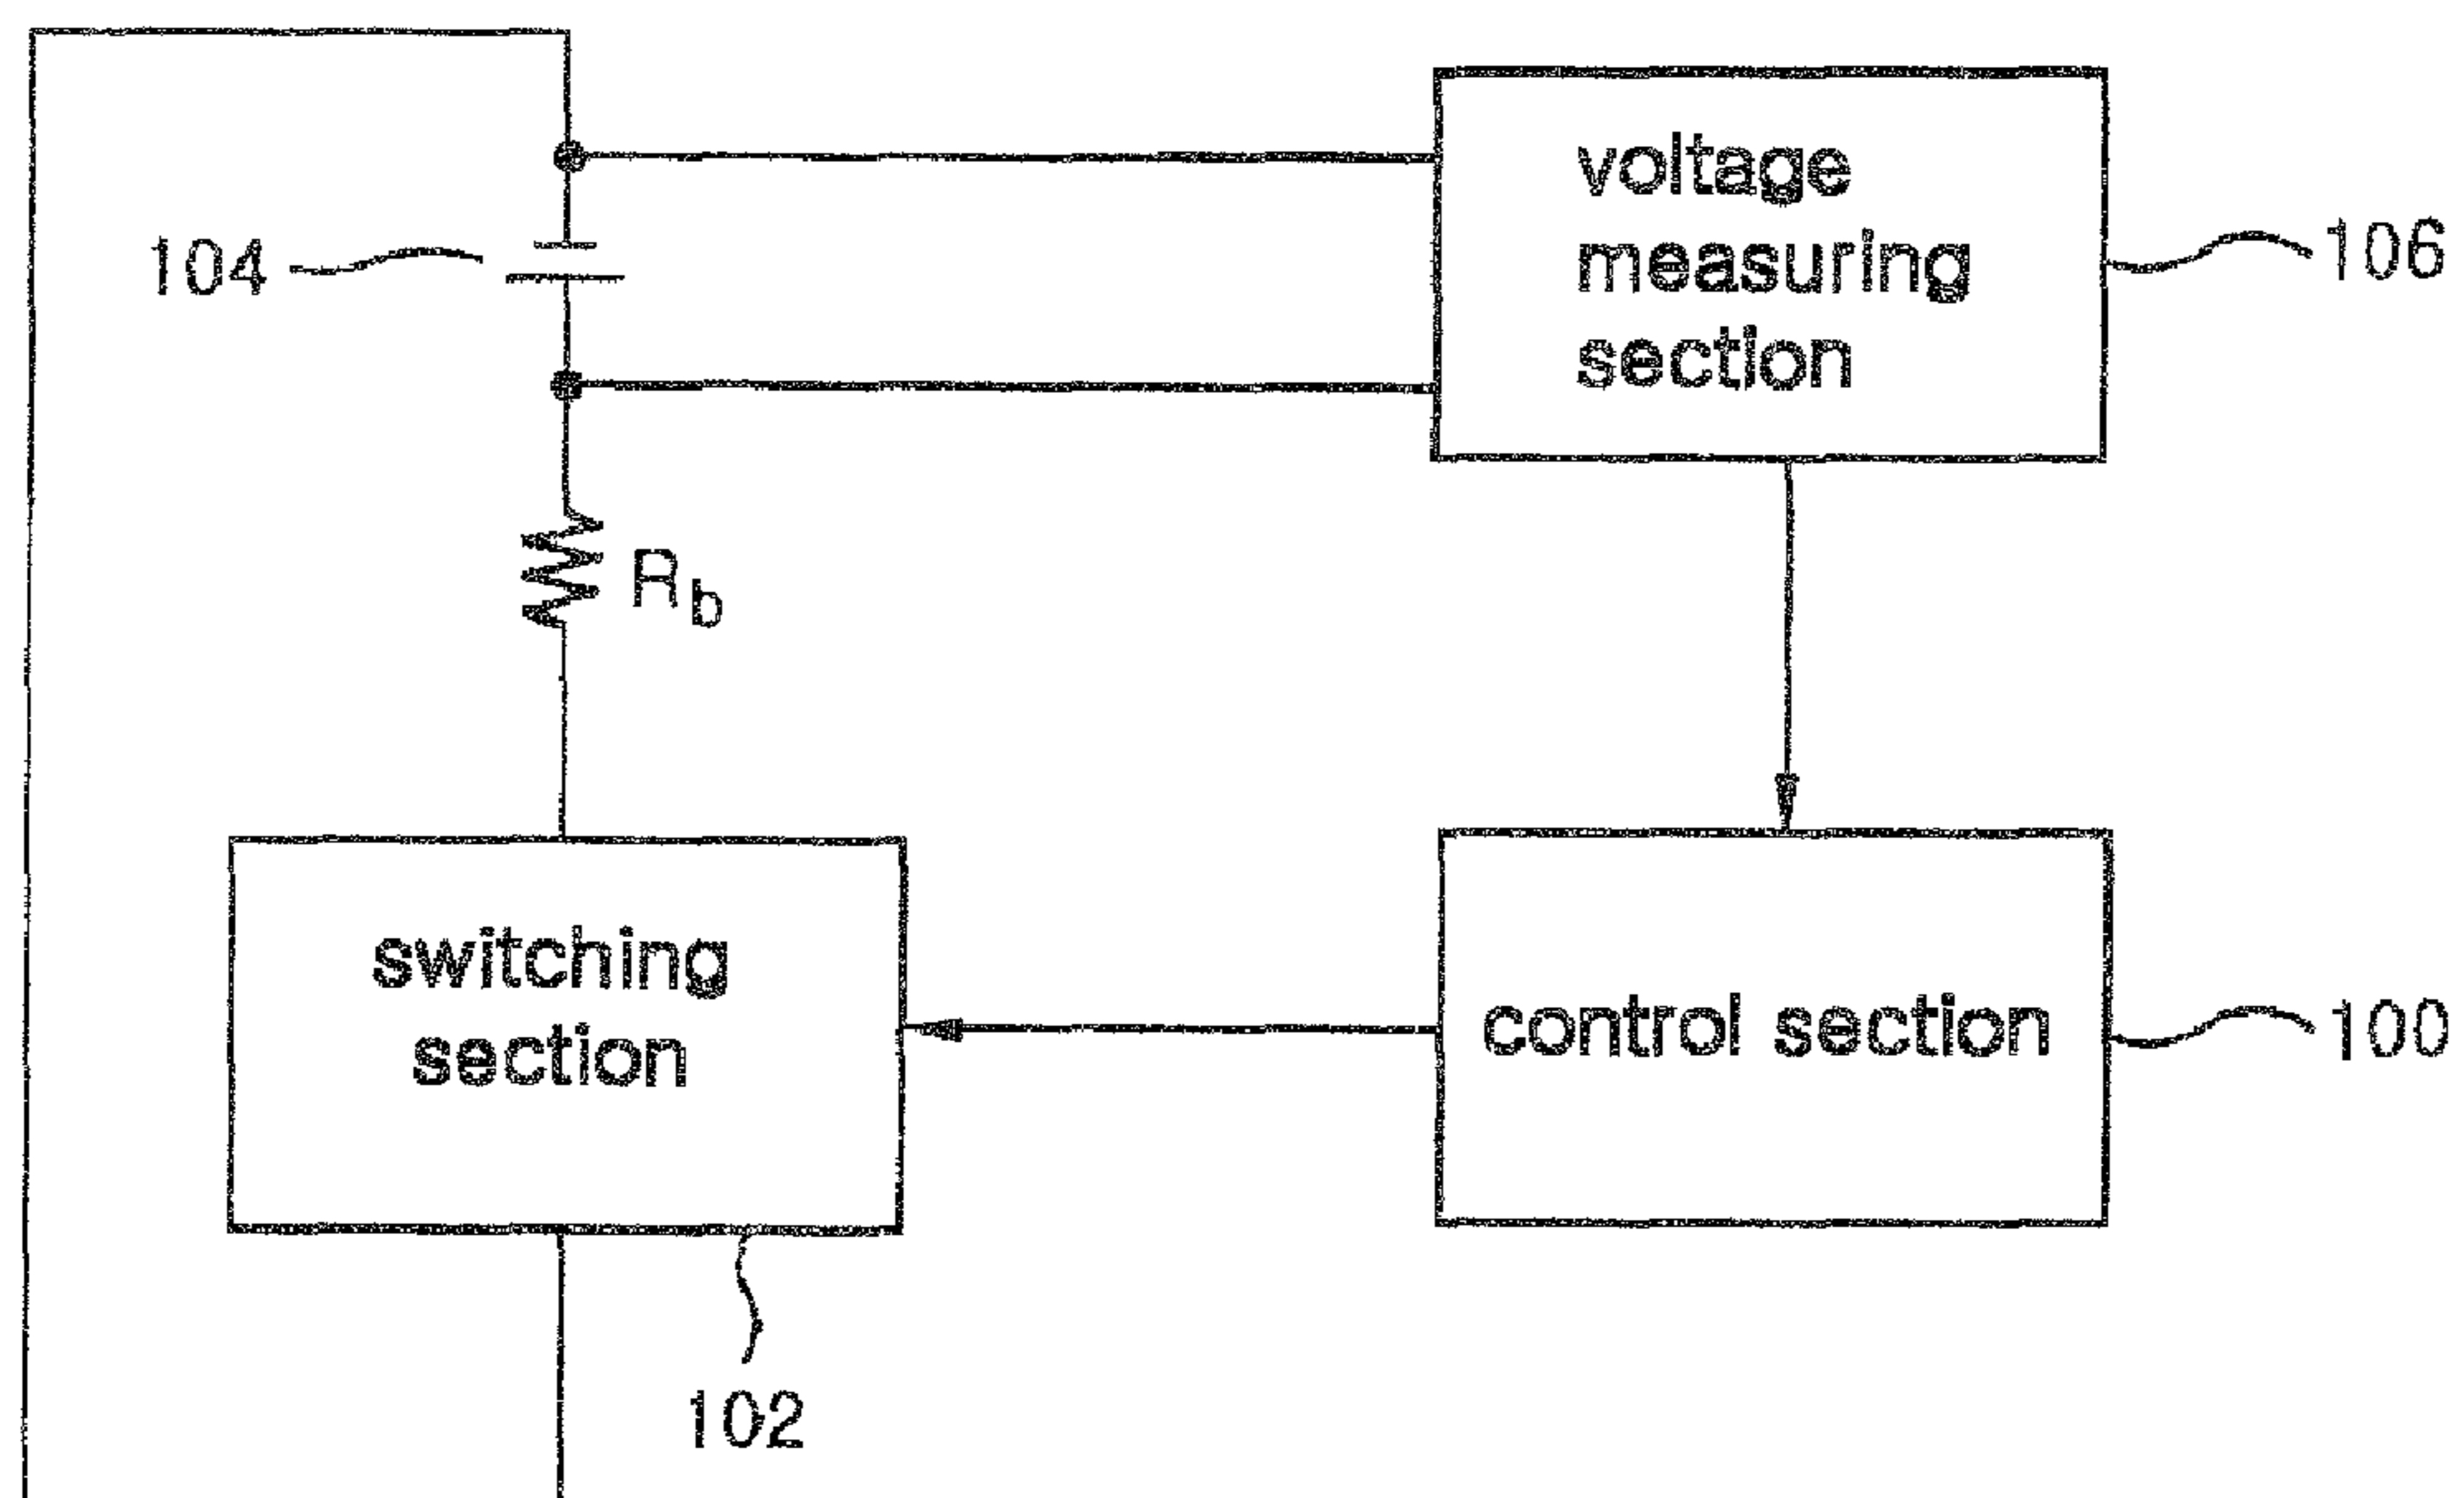 voltage
measuring
section
104
106
Rb
switching
section
control section
100
102